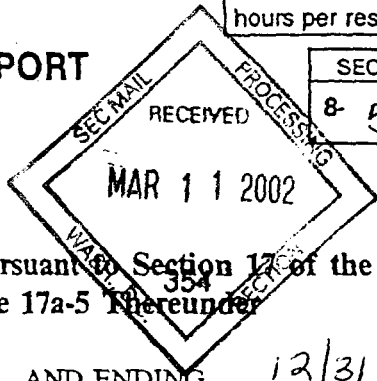 hours per res
PORT
SEC
8-
SEC MAIL
PROCESSING
RECEIVED
MAR 1 1 2002
WASH, D.C.
SECTION
354
rsuant to Section 17 of the
e 17a-5 Thereunder
AND ENDING 12/31